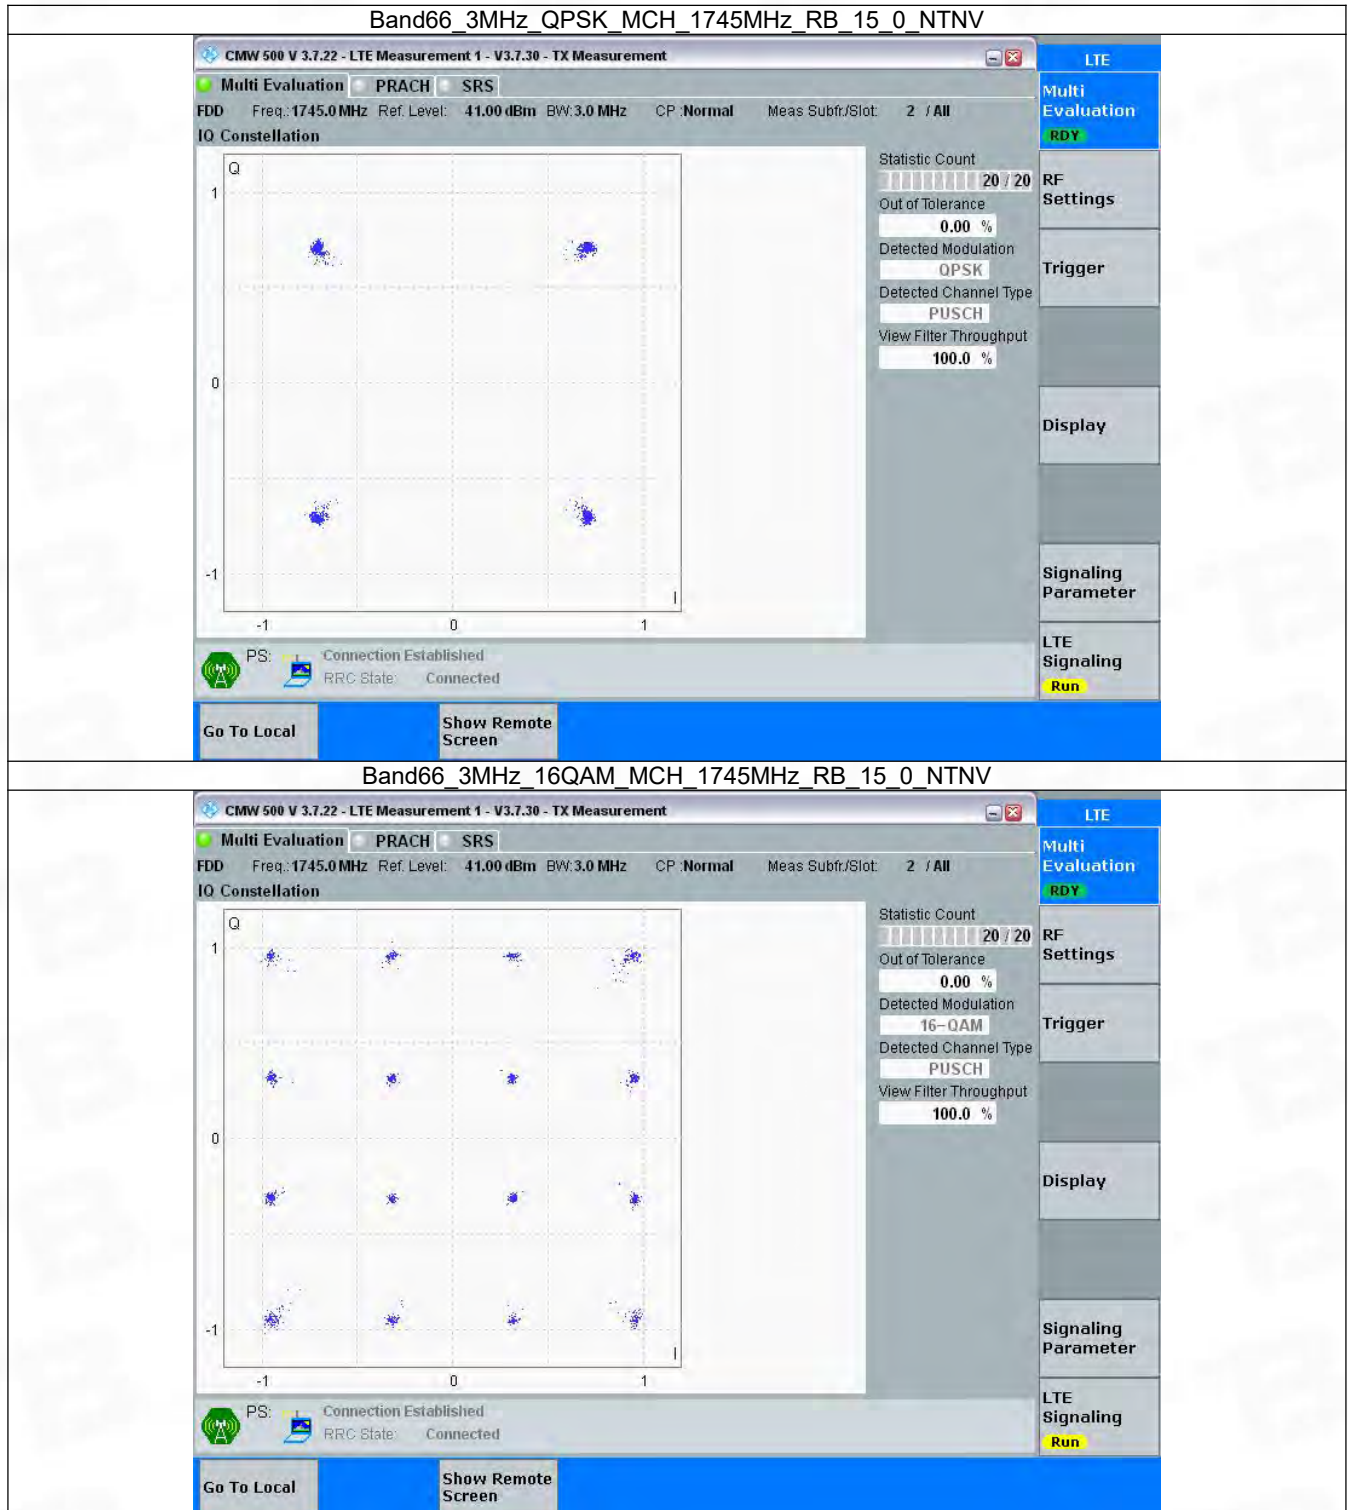 Band66_3MHz_QPSK_MCH_1745MHz_RB_15_0_NTNV
CMW 500 V 3.7.22 - LTE Measurement 1 - V3.7.30 - TX Measurement
LTE
Multi Evaluation PRACH SRS
Multi
Evaluation
RDY
FDD Freq.: 1745.0 MHz Ref. Level: 41.00 dBm BW: 3.0 MHz CP :Normal Meas Subfr./Slot: 2 / All
IQ Constellation
Q
1
0
-1
-1 0 1
I
Statistic Count
20 / 20
Out of Tolerance
0.00 %
Detected Modulation
QPSK
Detected Channel Type
PUSCH
View Filter Throughput
100.0 %
RF
Settings
Trigger
Display
Signaling
Parameter
LTE
Signaling
Run
PS: Connection Established
RRC State: Connected
Go To Local
Show Remote
Screen
Band66_3MHz_16QAM_MCH_1745MHz_RB_15_0_NTNV
CMW 500 V 3.7.22 - LTE Measurement 1 - V3.7.30 - TX Measurement
LTE
Multi Evaluation PRACH SRS
Multi
Evaluation
RDY
FDD Freq.: 1745.0 MHz Ref. Level: 41.00 dBm BW: 3.0 MHz CP :Normal Meas Subfr./Slot: 2 / All
IQ Constellation
Q
1
0
-1
-1 0 1
I
Statistic Count
20 / 20
Out of Tolerance
0.00 %
Detected Modulation
16-QAM
Detected Channel Type
PUSCH
View Filter Throughput
100.0 %
RF
Settings
Trigger
Display
Signaling
Parameter
LTE
Signaling
Run
PS: Connection Established
RRC State: Connected
Go To Local
Show Remote
Screen